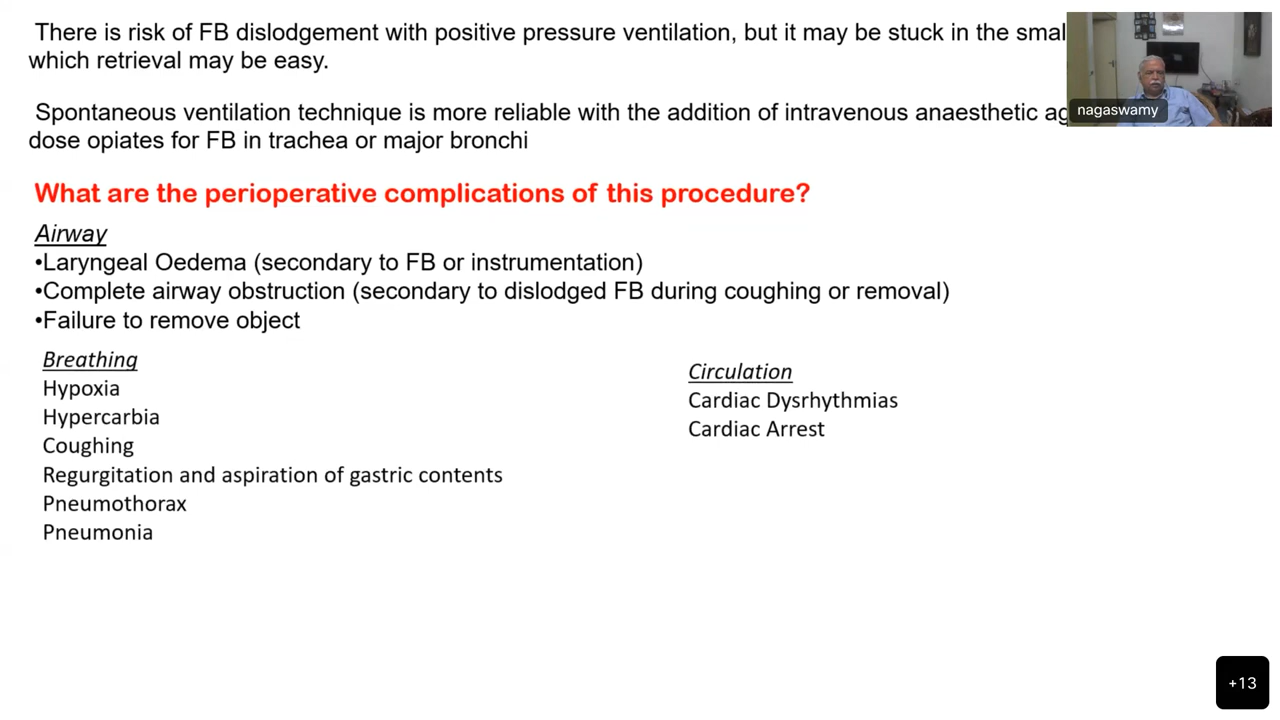 There is risk of FB dislodgement with positive pressure ventilation, but it may be stuck in the
which retrieval may be easy.
Spontaneous ventilation technique is more reliable with the addition of intravenous anaesthetic
dose opiates for FB in trachea or major bronchi
nagaswamy
What are the perioperative complications of this procedure?
Airway
•Laryngeal Oedema (secondary to FB or instrumentation)
•Complete airway obstruction (secondary to dislodged FB during coughing or removal)
•Failure to remove object
Breathing
Hypoxia
Hypercarbia
Coughing
Regurgitation and aspiration of gastric contents
Pneumothorax
Pneumonia
Circulation
Cardiac Dysrhythmias
Cardiac Arrest
+13